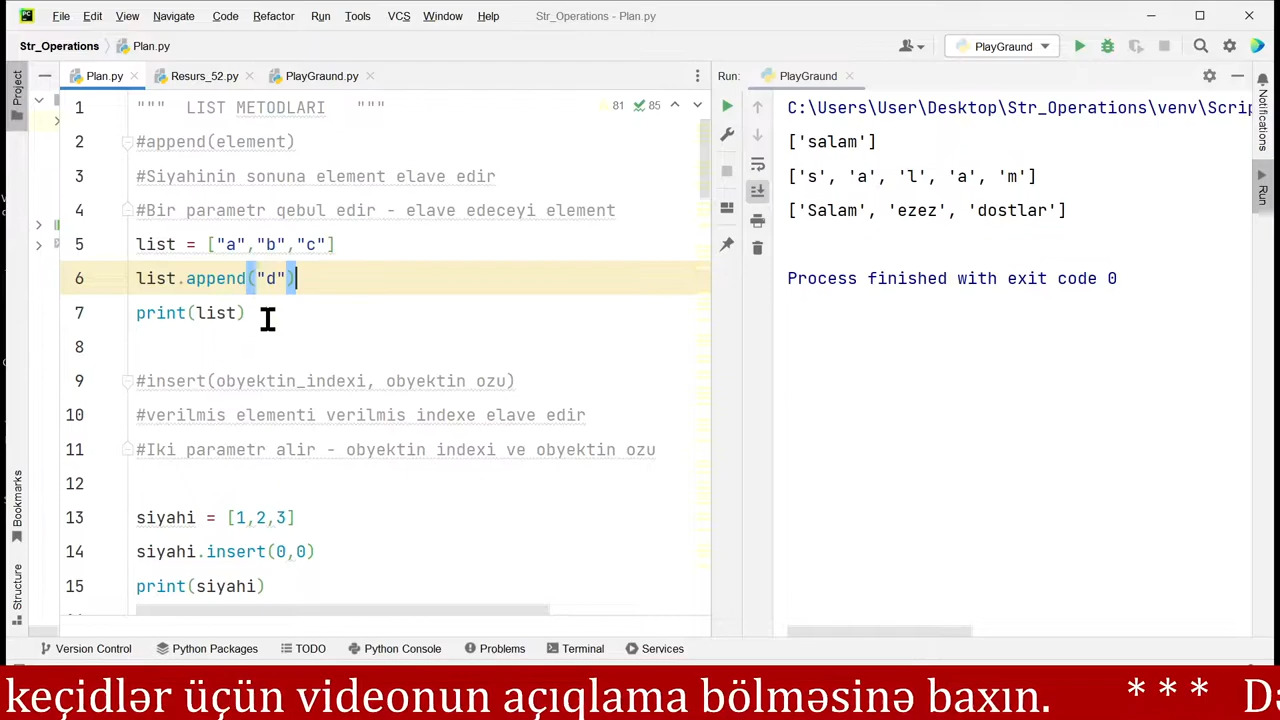 File Edit View Navigate Code Refactor Run Tools VCS Window Help Str_Operations - Plan.py
Str_Operations Plan.py PlayGround
Project
Plan.py Resurs_52.py PlayGround.py
Run: PlayGround
Notifications
Run
81 85
1 """ LIST METODLARI """
2 #append(element)
3 #Siyahinin sonuna element elave edir
4 #Bir parametr qebul edir - elave edeceyi element
5 list = ["a","b","c"]
6 list.append("d")
7 print(list)
8
9 #insert(obyektin_indexi, obyektin ozu)
10 #verilmis elementi verilmis indexe elave edir
11 #Iki parametr alir - obyektin indexi ve obyektin ozu
12
13 siyahi = [1,2,3]
14 siyahi.insert(0,0)
15 print(siyahi)
C:\Users\User\Desktop\Str_Operations\venv\Scrip
['salam']
['s', 'a', 'l', 'a', 'm']
['Salam', 'ezez', 'dostlar']
Process finished with exit code 0
Bookmarks
Structure
Version Control Python Packages TODO Python Console Problems Terminal Services
keçidlər üçün videonun açıqlama bölməsinə baxın. * * *